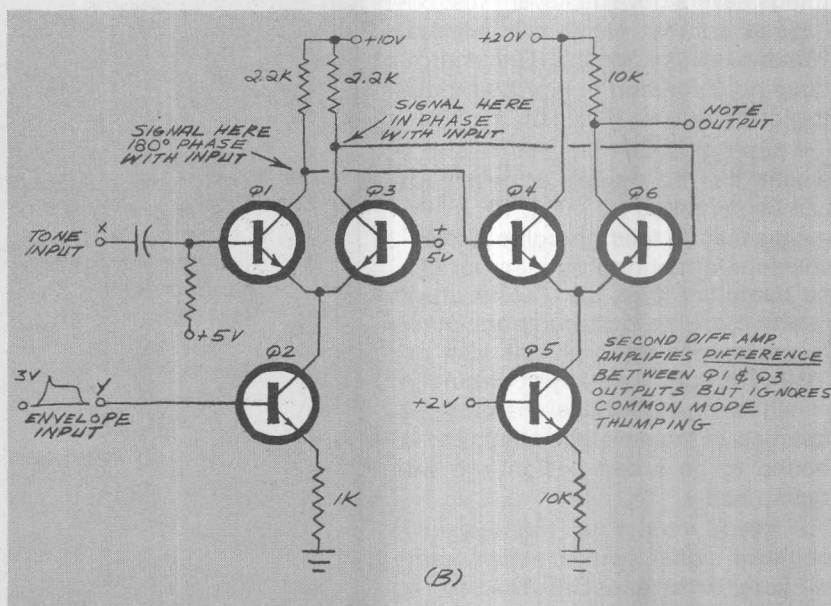 +10V
+20V
2.2K
2.2K
10K
SIGNAL HERE
180° PHASE
WITH INPUT
SIGNAL HERE
IN PHASE
WITH INPUT
NOTE
OUTPUT
Q1
Q3
Q4
Q6
X
TONE
INPUT
+
5V
+5V
Q2
Q5
SECOND DIFF AMP.
AMPLIFIES DIFFERENCE
BETWEEN Q1 & Q3
OUTPUTS BUT IGNORES
COMMON MODE
THUMPING
3V
Y
ENVELOPE
INPUT
+2V
1K
10K
(B)